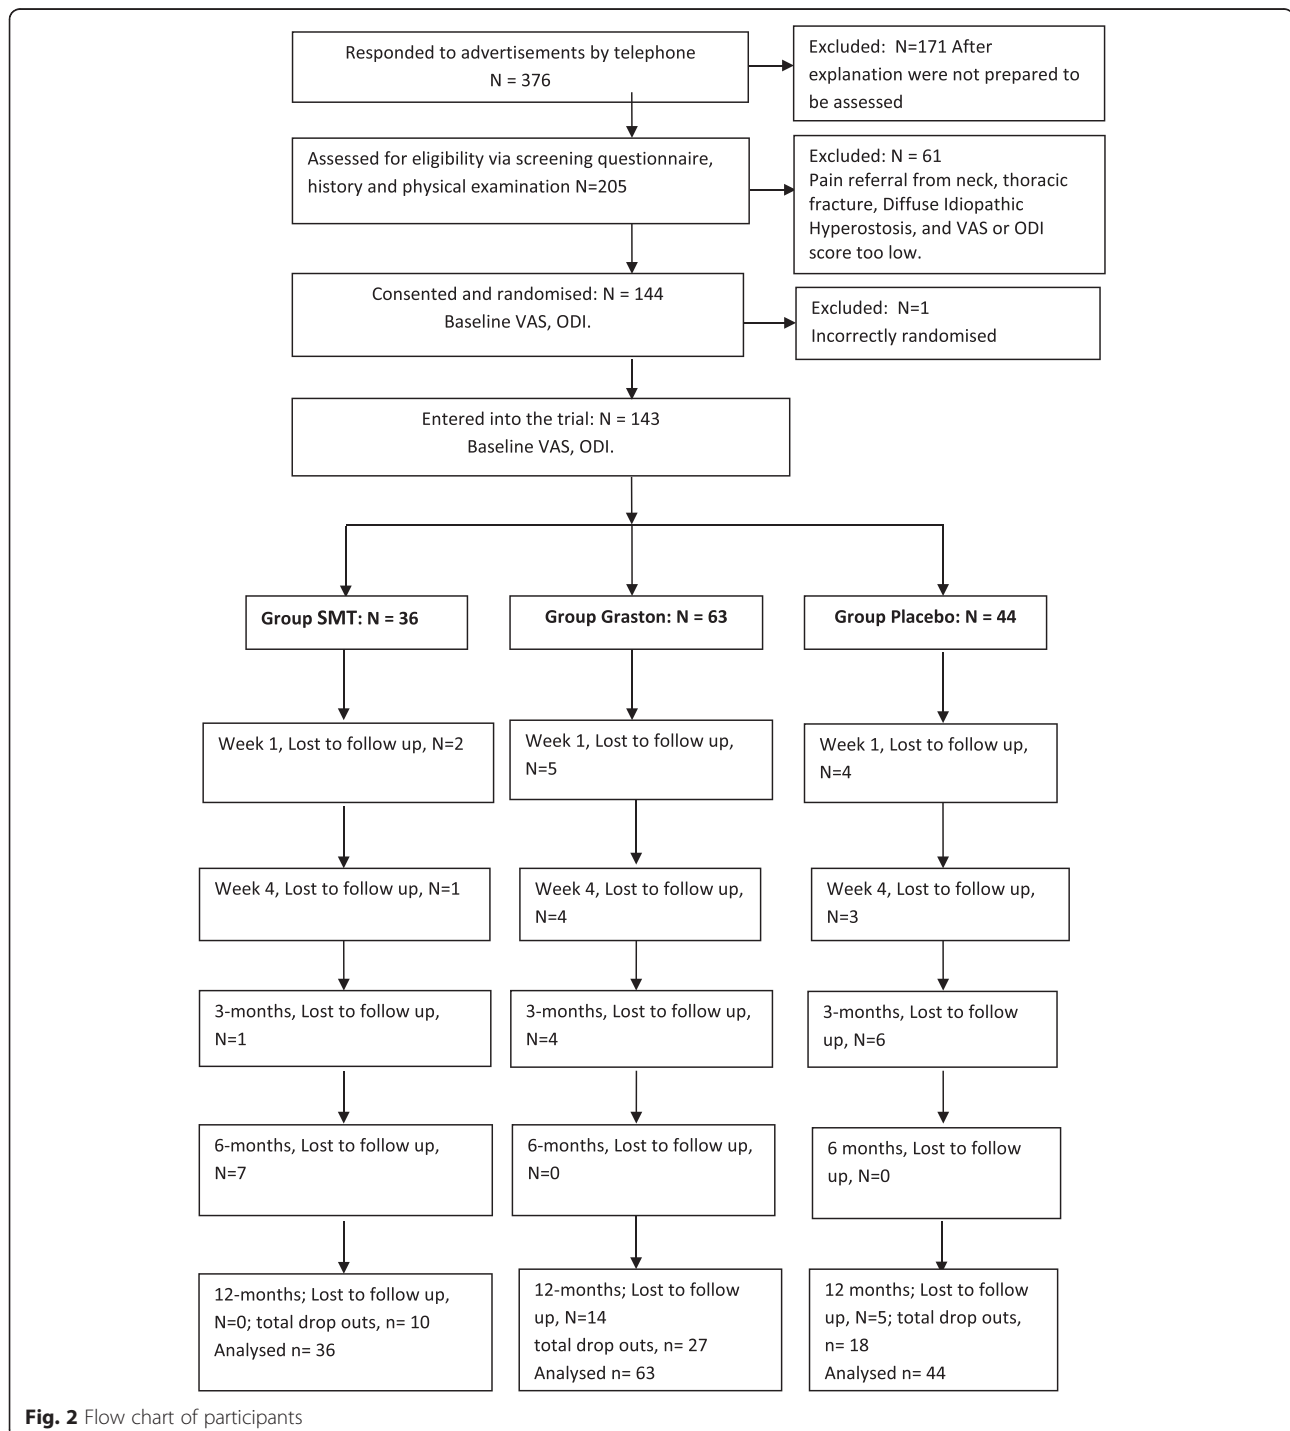 Responded to advertisements by telephone
N = 376
Excluded:  N=171 After
explanation were not prepared to
be assessed
Assessed for eligibility via screening questionnaire,
history and physical examination N=205
Excluded: N = 61
Pain referral from neck, thoracic
fracture, Diffuse Idiopathic
Hyperostosis, and VAS or ODI
score too low.
Consented and randomised: N = 144
Baseline VAS, ODI.
Excluded:  N=1
Incorrectly randomised
Entered into the trial: N = 143
Baseline VAS, ODI.
Group SMT: N = 36
Group Graston: N = 63
Group Placebo: N = 44
Week 1, Lost to follow up, N=2
Week 1, Lost to follow up,
N=5
Week 1, Lost to follow up,
N=4
Week 4, Lost to follow up, N=1
Week 4, Lost to follow up,
N=4
Week 4, Lost to follow up,
N=3
3-months, Lost to follow up,
N=1
3-months, Lost to follow up,
N=4
3-months, Lost to follow
up, N=6
6-months, Lost to follow up,
N=7
6-months, Lost to follow up,
N=0
6 months, Lost to follow
up, N=0
12-months; Lost to follow up,
N=0; total drop outs, n= 10
Analysed n= 36
12-months; Lost to follow
up, N=14
total drop outs, n= 27
Analysed n= 63
12 months; Lost to follow
up, N=5; total drop outs,
n= 18
Analysed n= 44
Fig. 2 Flow chart of participants